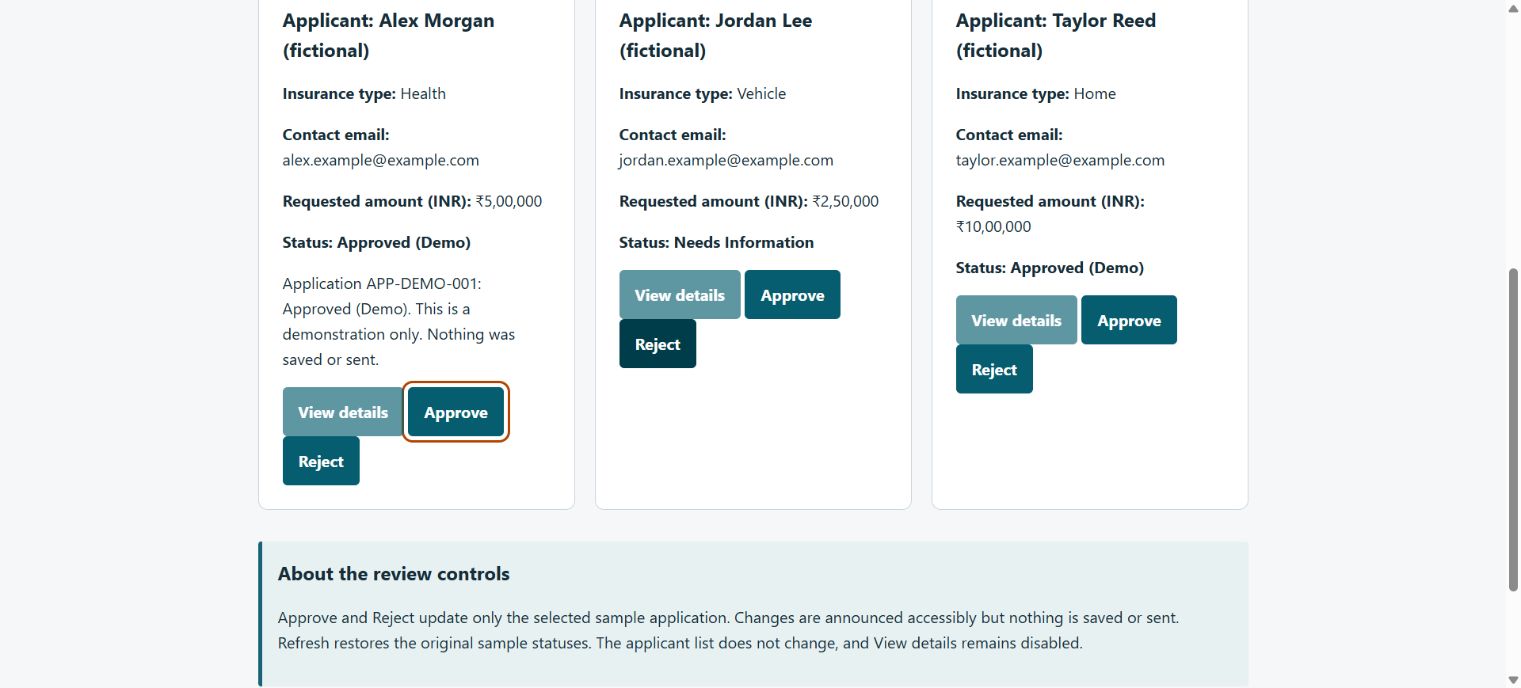 Applicant: Alex Morgan
(fictional)
Insurance type: Health
Contact email:
alex.example@example.com
Requested amount (INR): ₹5,00,000
Status: Approved (Demo)
Application APP-DEMO-001:
Approved (Demo). This is a
demonstration only. Nothing was
saved or sent.
View details
Approve
Reject
Applicant: Jordan Lee
(fictional)
Insurance type: Vehicle
Contact email:
jordan.example@example.com
Requested amount (INR): ₹2,50,000
Status: Needs Information
View details
Approve
Reject
Applicant: Taylor Reed
(fictional)
Insurance type: Home
Contact email:
taylor.example@example.com
Requested amount (INR):
₹10,00,000
Status: Approved (Demo)
View details
Approve
Reject
About the review controls
Approve and Reject update only the selected sample application. Changes are announced accessibly but nothing is saved or sent.
Refresh restores the original sample statuses. The applicant list does not change, and View details remains disabled.